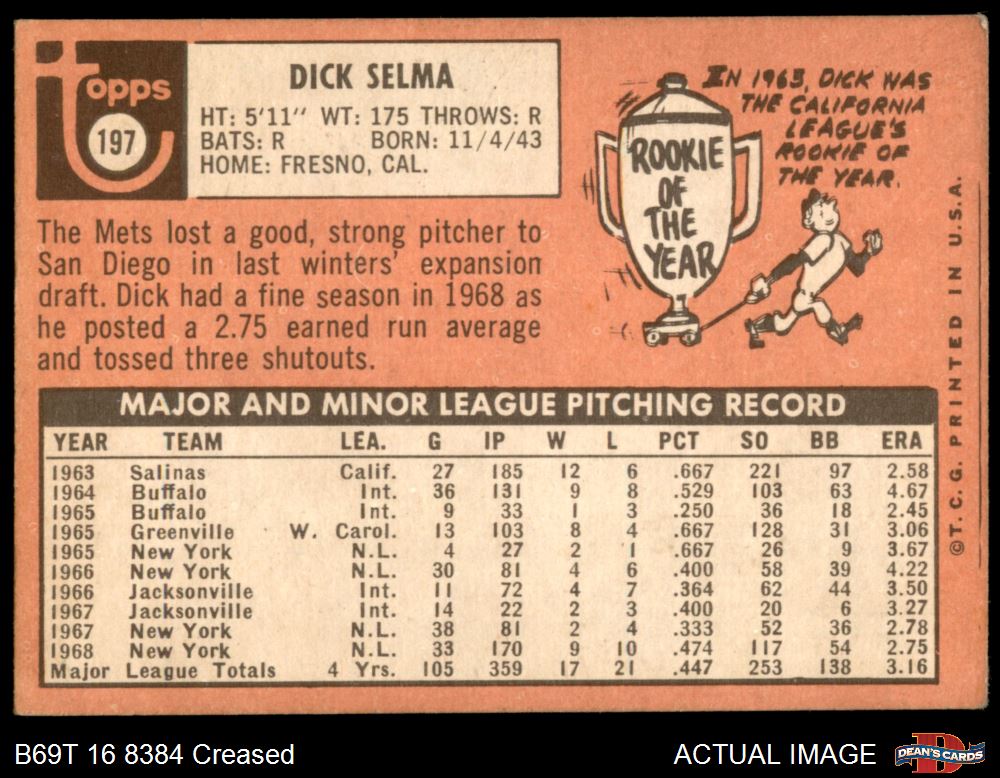 Topps
197
DICK SELMA
HT: 5'11" WT: 175 THROWS: R
BATS: R BORN: 11/4/43
HOME: FRESNO, CAL.
The Mets lost a good, strong pitcher to
San Diego in last winters' expansion
draft. Dick had a fine season in 1968 as
he posted a 2.75 earned run average
and tossed three shutouts.
IN 1963, DICK WAS
THE CALIFORNIA
LEAGUE'S
ROOKIE OF
THE YEAR.
ROOKIE
OF
THE
YEAR
MAJOR AND MINOR LEAGUE PITCHING RECORD
YEAR TEAM LEA. G IP W L PCT SO BB ERA
1963 Salinas Calif. 27 185 12 6 .667 221 97 2.58
1964 Buffalo Int. 36 131 9 8 .529 103 63 4.67
1965 Buffalo Int. 9 33 1 3 .250 36 18 2.45
1965 Greenville W. Carol. 13 103 8 4 .667 128 31 3.06
1965 New York N.L. 4 27 2 1 .667 26 9 3.67
1966 New York N.L. 30 81 4 6 .400 58 39 4.22
1966 Jacksonville Int. 11 72 4 7 .364 62 44 3.50
1967 Jacksonville Int. 14 22 2 3 .400 20 6 3.27
1967 New York N.L. 38 81 2 4 .333 52 36 2.78
1968 New York N.L. 33 170 9 10 .474 117 54 2.75
Major League Totals 4 Yrs. 105 359 17 21 .447 253 138 3.16
©T. C. G. PRINTED IN U.S.A.
B69T 16 8384 Creased
ACTUAL IMAGE
D
DEAN'S CARDS